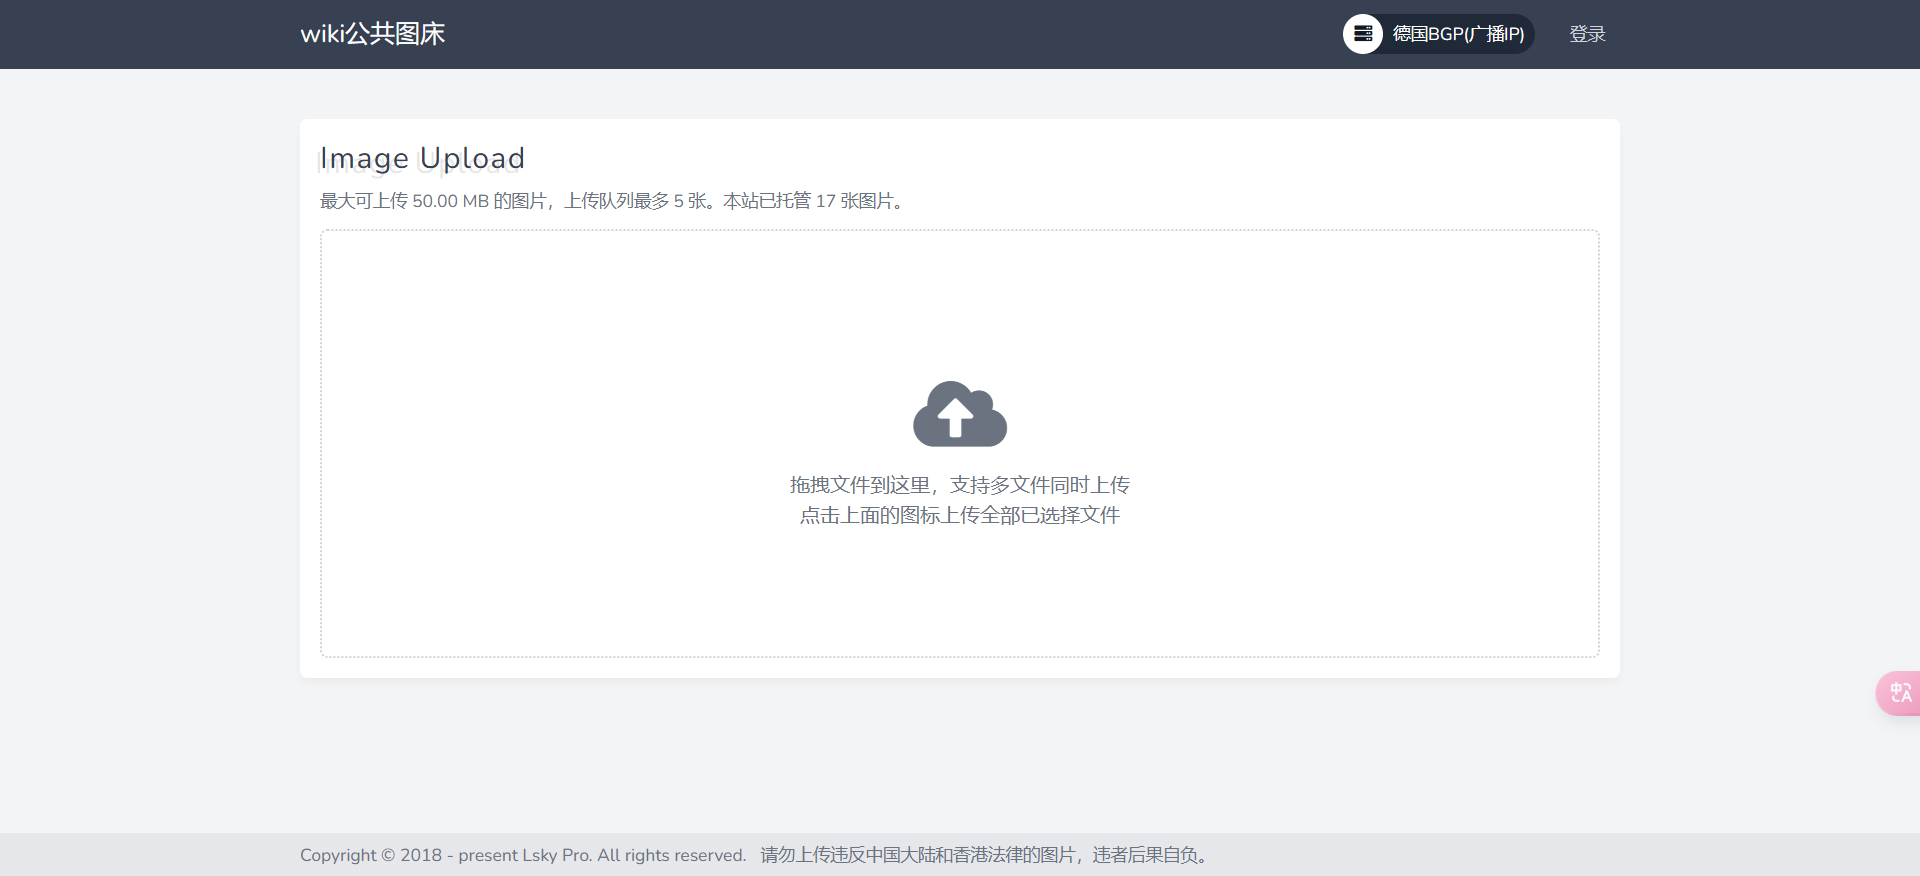 wiki公共图床
德国BGP(广播IP)
登录
Image Upload
最大可上传 50.00 MB 的图片，上传队列最多 5 张。本站已托管 17 张图片。
拖拽文件到这里，支持多文件同时上传
点击上面的图标上传全部已选择文件
中A
Copyright © 2018 - present Lsky Pro. All rights reserved. 请勿上传违反中国大陆和香港法律的图片，违者后果自负。